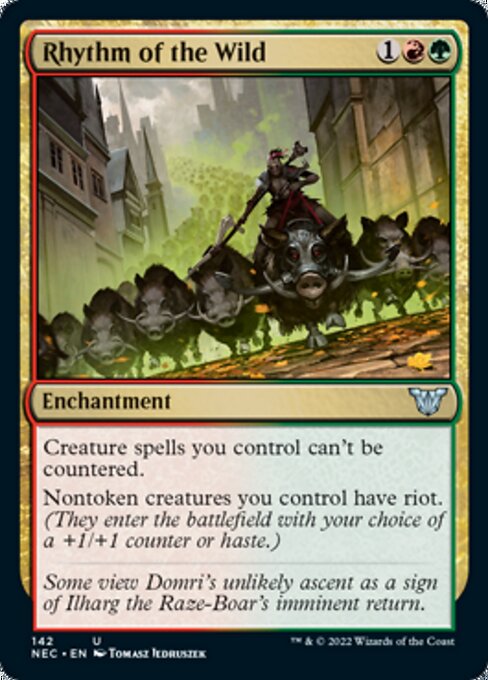 Rhythm of the Wild 1
Enchantment
Creature spells you control can't be
countered.
Nontoken creatures you control have riot.
(They enter the battlefield with your choice of
a +1/+1 counter or haste.)
Some view Domri's unlikely ascent as a sign
of Ilharg the Raze-Boar's imminent return.
142 U
NEC • EN Tomasz Jedruszek ™ & © 2022 Wizards of the Coast